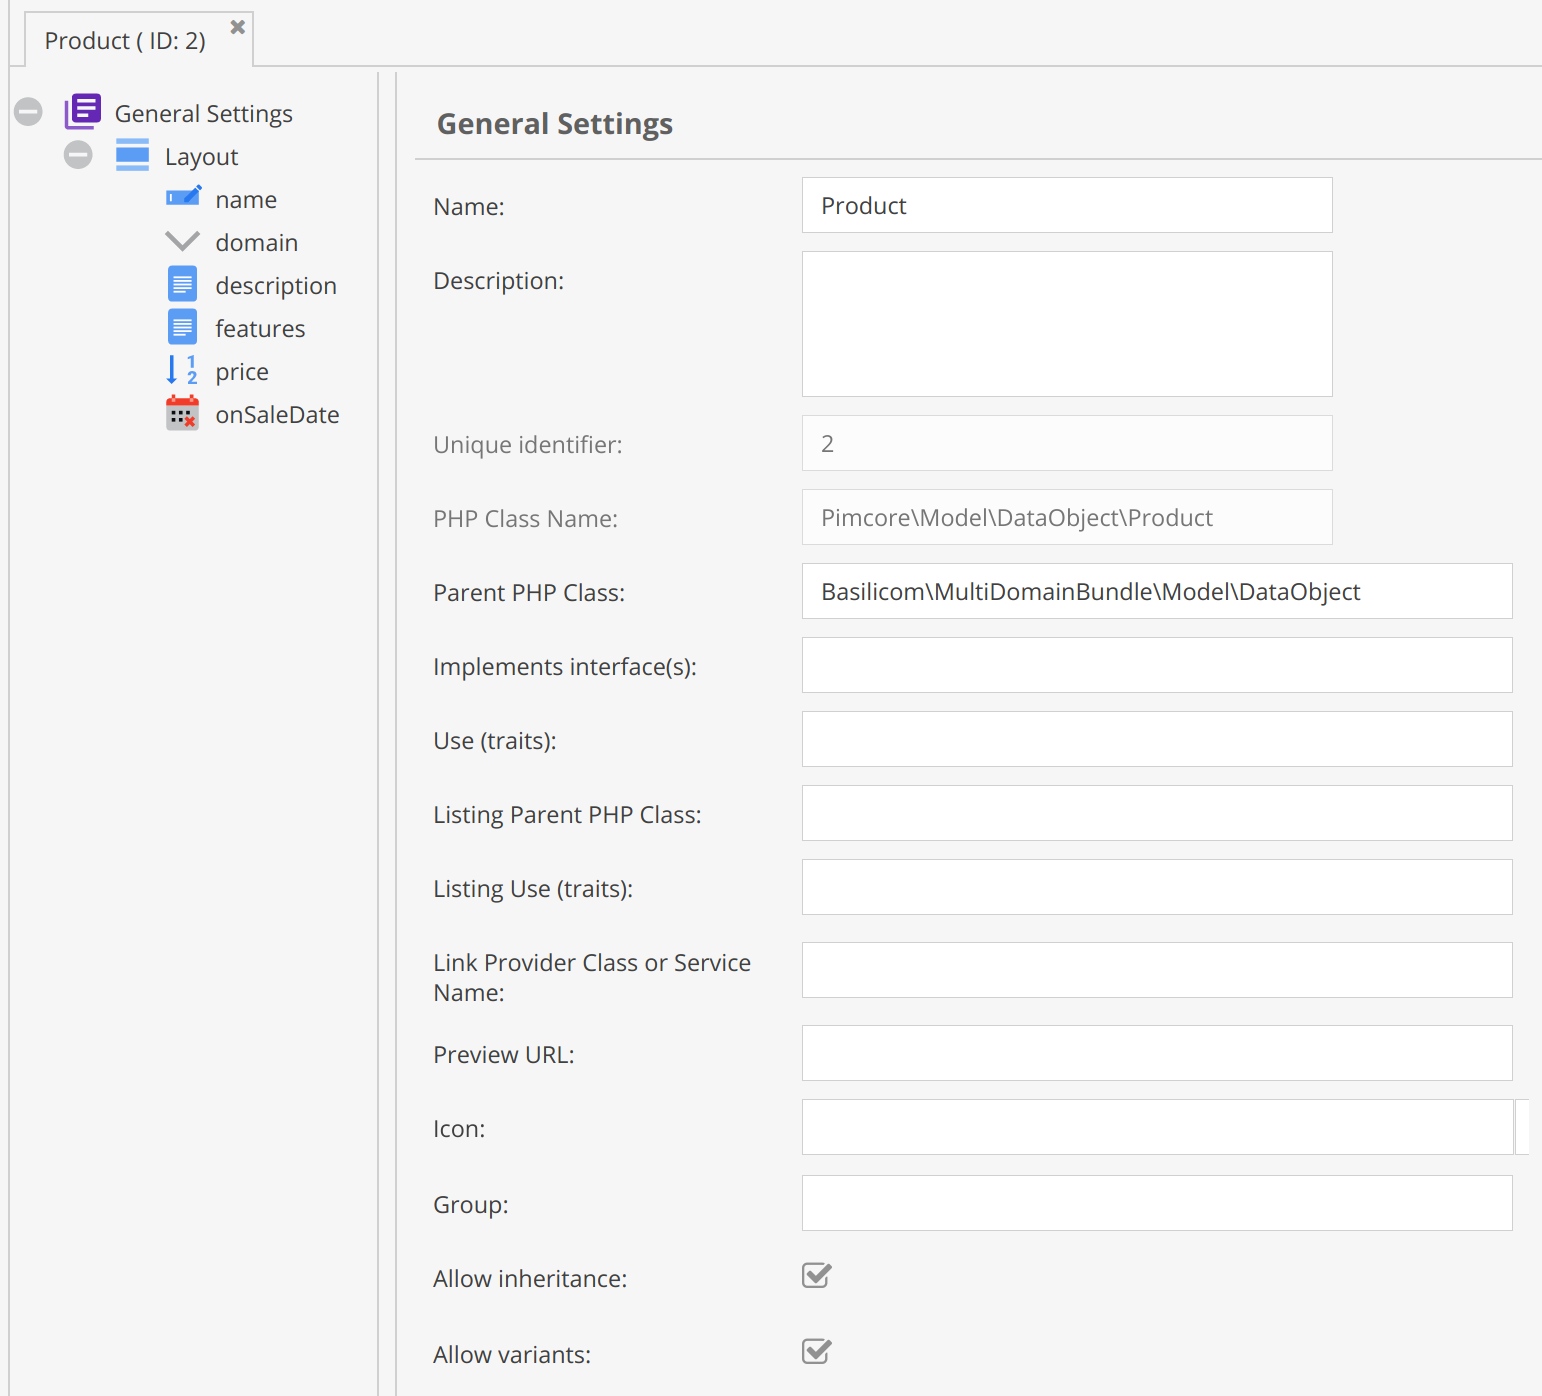 Product ( ID: 2)
General Settings
Layout
name
domain
description
features
price
onSaleDate
General Settings
Name: Product
Description:
Unique identifier: 2
PHP Class Name: Pimcore\Model\DataObject\Product
Parent PHP Class: Basilicom\MultiDomainBundle\Model\DataObject
Implements interface(s):
Use (traits):
Listing Parent PHP Class:
Listing Use (traits):
Link Provider Class or Service
Name:
Preview URL:
Icon:
Group:
Allow inheritance:
Allow variants: